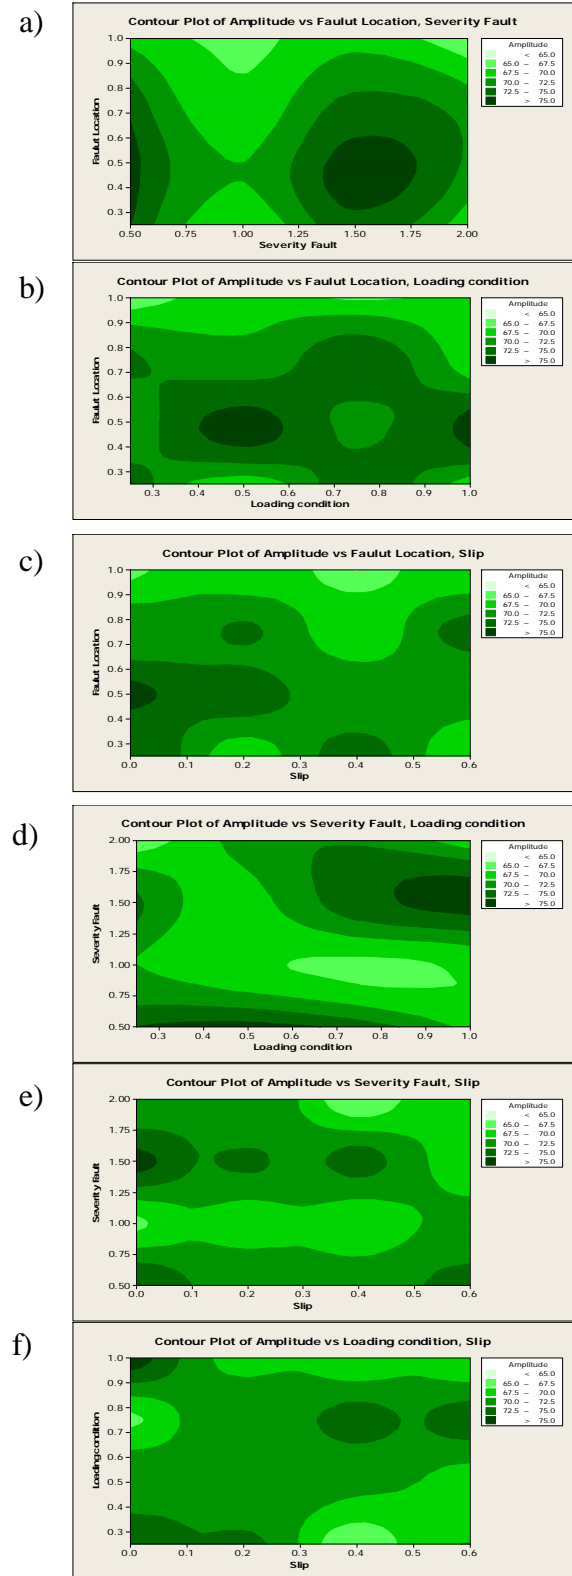 a)
Contour Plot of Amplitude vs Faulut Location, Severity Fault
Faulut Location
1.0
0.9
0.8
0.7
0.6
0.5
0.4
0.3
0.50 0.75 1.00 1.25 1.50 1.75 2.00
Severity Fault
Amplitude
< 65.0
65.0 – 67.5
67.5 – 70.0
70.0 – 72.5
72.5 – 75.0
> 75.0
b)
Contour Plot of Amplitude vs Faulut Location, Loading condition
Faulut Location
1.0
0.9
0.8
0.7
0.6
0.5
0.4
0.3
0.3 0.4 0.5 0.6 0.7 0.8 0.9 1.0
Loading condition
Amplitude
< 65.0
65.0 – 67.5
67.5 – 70.0
70.0 – 72.5
72.5 – 75.0
> 75.0
c)
Contour Plot of Amplitude vs Faulut Location, Slip
Faulut Location
1.0
0.9
0.8
0.7
0.6
0.5
0.4
0.3
0.0 0.1 0.2 0.3 0.4 0.5 0.6
Slip
Amplitude
< 65.0
65.0 – 67.5
67.5 – 70.0
70.0 – 72.5
72.5 – 75.0
> 75.0
d)
Contour Plot of Amplitude vs Severity Fault, Loading condition
Severity Fault
2.00
1.75
1.50
1.25
1.00
0.75
0.50
0.3 0.4 0.5 0.6 0.7 0.8 0.9 1.0
Loading condition
Amplitude
< 65.0
65.0 – 67.5
67.5 – 70.0
70.0 – 72.5
72.5 – 75.0
> 75.0
e)
Contour Plot of Amplitude vs Severity Fault, Slip
Severity Fault
2.00
1.75
1.50
1.25
1.00
0.75
0.50
0.0 0.1 0.2 0.3 0.4 0.5 0.6
Slip
Amplitude
< 65.0
65.0 – 67.5
67.5 – 70.0
70.0 – 72.5
72.5 – 75.0
> 75.0
f)
Contour Plot of Amplitude vs Loading condition, Slip
Loading condition
1.0
0.9
0.8
0.7
0.6
0.5
0.4
0.3
0.0 0.1 0.2 0.3 0.4 0.5 0.6
Slip
Amplitude
< 65.0
65.0 – 67.5
67.5 – 70.0
70.0 – 72.5
72.5 – 75.0
> 75.0